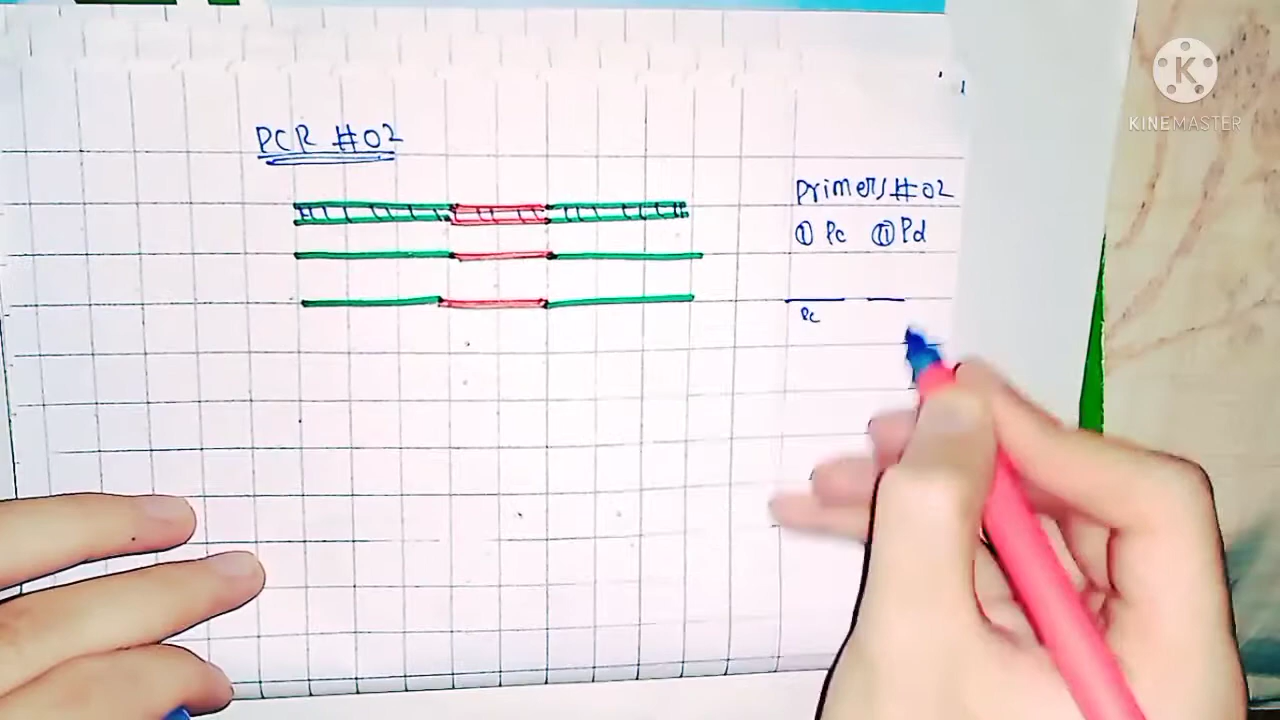 PCR #02
Primers #02
① Pc ⑪ Pd
Pc
K
KINEMASTER